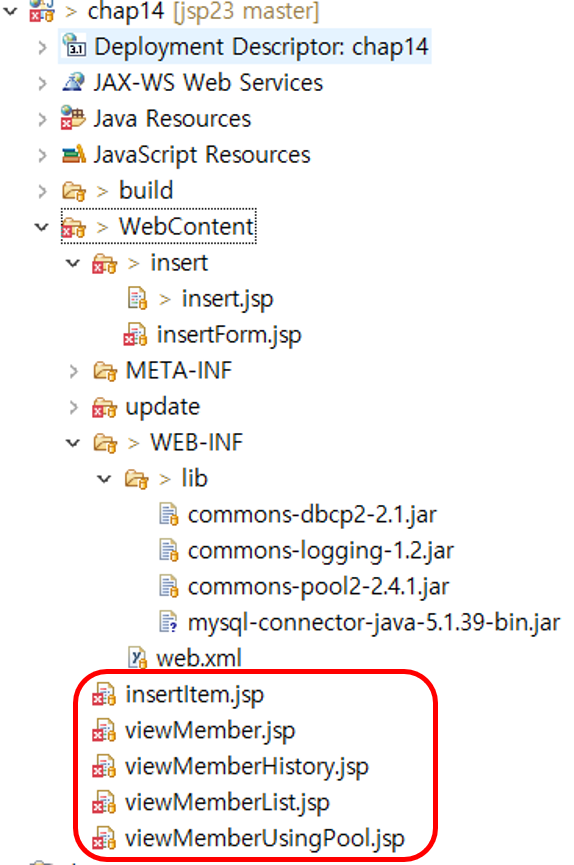 > chap14 [jsp23 master]
> Deployment Descriptor: chap14
> JAX-WS Web Services
> Java Resources
> JavaScript Resources
> > build
> WebContent
> insert
> insert.jsp
insertForm.jsp
> META-INF
> update
> WEB-INF
> lib
commons-dbcp2-2.1.jar
commons-logging-1.2.jar
commons-pool2-2.4.1.jar
mysql-connector-java-5.1.39-bin.jar
web.xml
insertItem.jsp
viewMember.jsp
viewMemberHistory.jsp
viewMemberList.jsp
viewMemberUsingPool.jsp